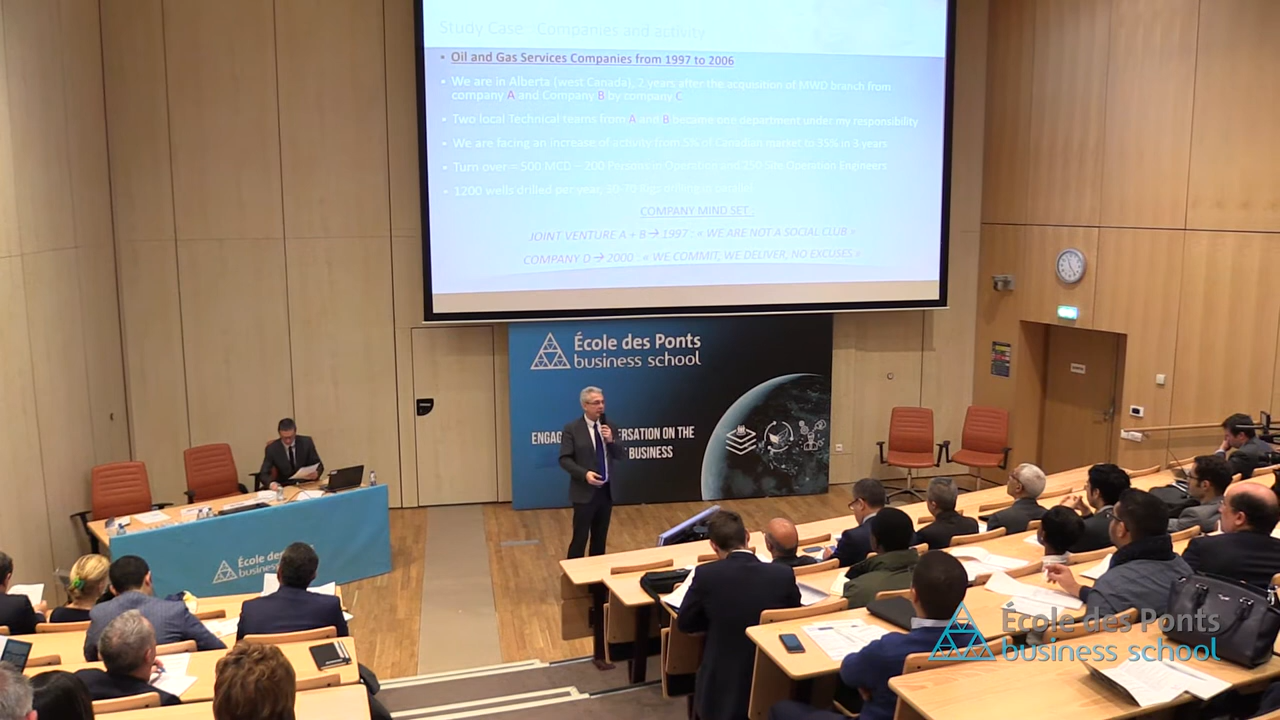 Study Case : Companies and activity
• Oil and Gas Services Companies from 1997 to 2006
• We are in Alberta (west Canada), 2 years after the acquisition of MWD branch from
company A and Company B by company C
• Two local Technical teams from A and B became one department under my responsibility
• We are facing an increase of activity from 5% of Canadian market to 35% in 3 years
• Turn over = 500 MCD – 200 Persons in Operation and 250 Site Operation Engineers
• 1200 wells drilled per year, 50-70 Rigs drilling in parallel
COMPANY MIND SET
JOINT VENTURE A + B → 1997 : « WE ARE NOT A SOCIAL CLUB »
COMPANY D → 2000 : « WE COMMIT, WE DELIVER, NO EXCUSES »
École des Ponts
business school
ENGAG ERSATION ON THE
BUSINESS
École des Ponts
business school
École des Ponts
business school